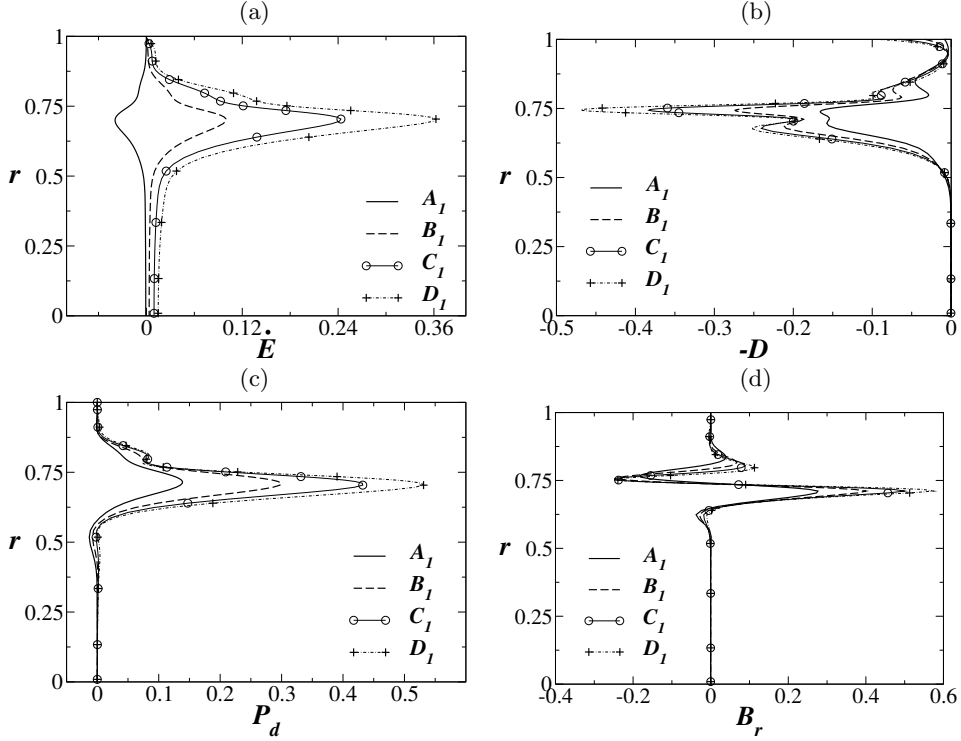 (a)
1
0.75
r
0.5
0.25
0
A1
B1
C1
D1
0 0.12 0.24 0.36
Ė
(b)
1
0.75
r
0.5
0.25
0
A1
B1
C1
D1
-0.5 -0.4 -0.3 -0.2 -0.1 0
-D
(c)
1
0.75
r
0.5
0.25
0
A1
B1
C1
D1
0 0.1 0.2 0.3 0.4 0.5
Pd
(d)
1
0.75
r
0.5
0.25
0
A1
B1
C1
D1
-0.4 -0.2 0 0.2 0.4 0.6
Br